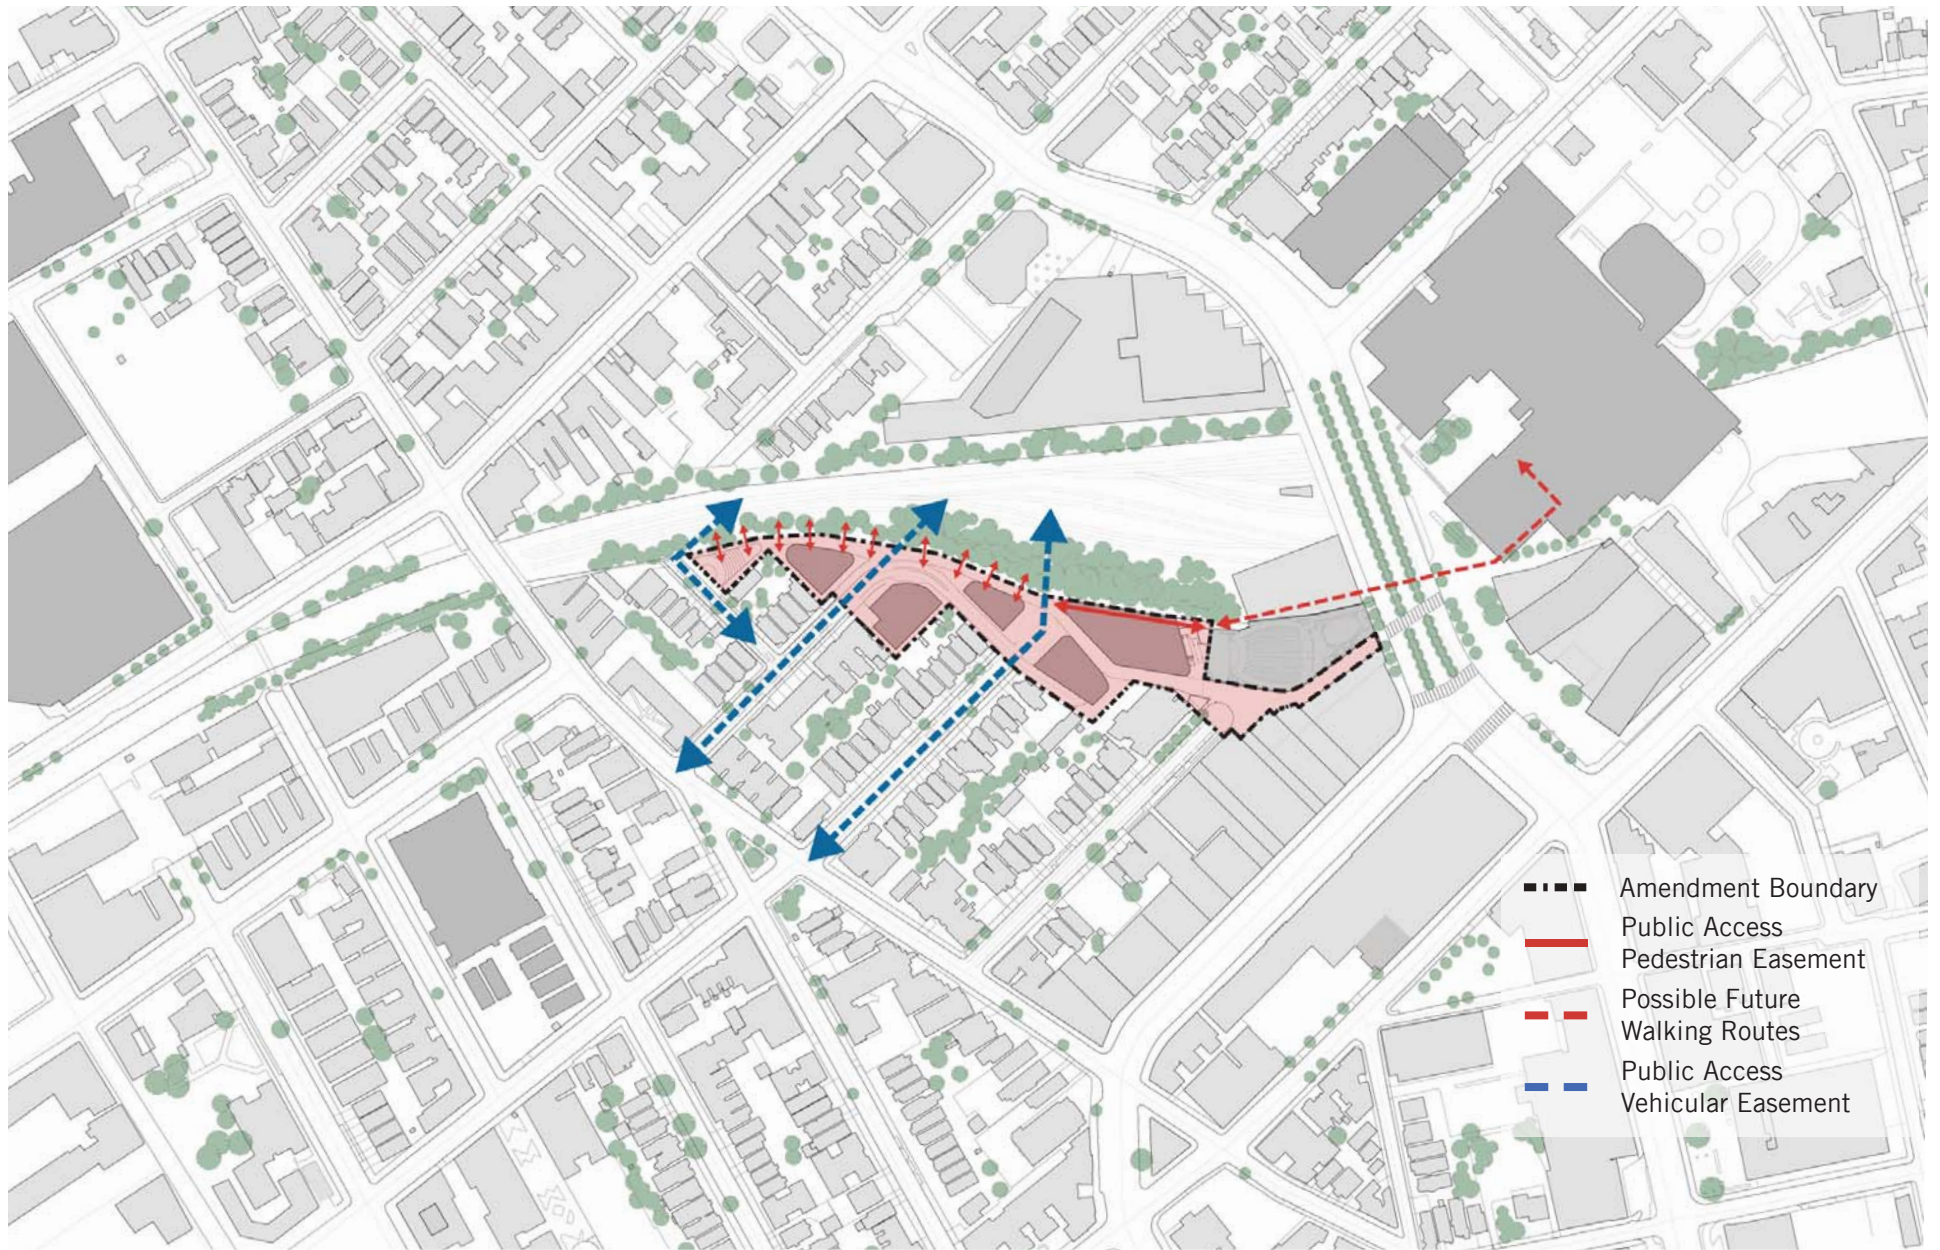 Amendment Boundary
Public Access
Pedestrian Easement
Possible Future
Walking Routes
Public Access
Vehicular Easement